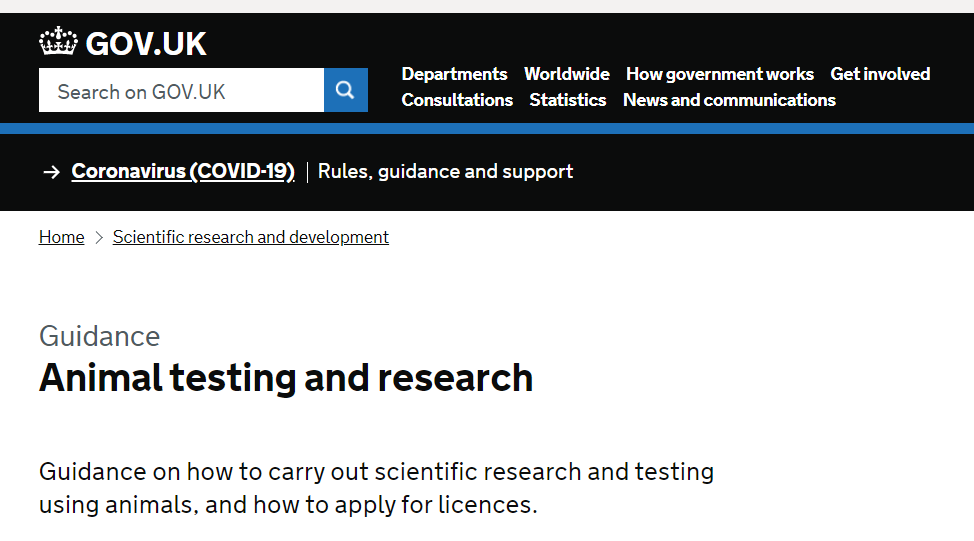 GOV.UK
Search on GOV.UK
Departments Worldwide How government works Get involved
Consultations Statistics News and communications
→ Coronavirus (COVID-19) | Rules, guidance and support
Home > Scientific research and development
Guidance
Animal testing and research
Guidance on how to carry out scientific research and testing
using animals, and how to apply for licences.